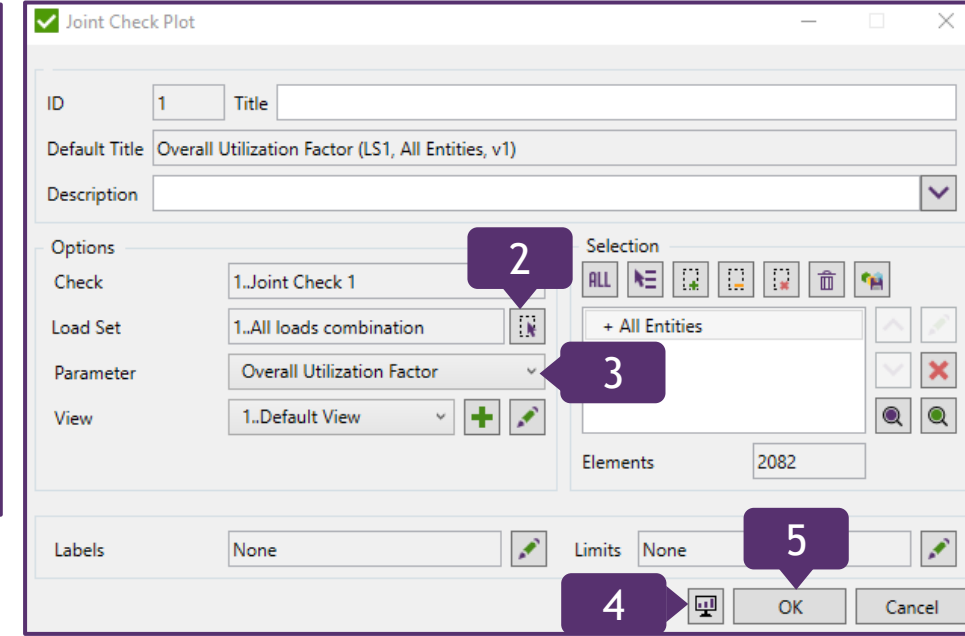 Joint Check Plot
ID 1 Title
Default Title Overall Utilization Factor (LS1, All Entities, v1)
Description
Options
Check 1..Joint Check 1
Load Set 1..All loads combination
2
Parameter Overall Utilization Factor
3
View 1..Default View
Selection
ALL
+ All Entities
Elements 2082
Labels None
Limits None
5
4
OK
Cancel